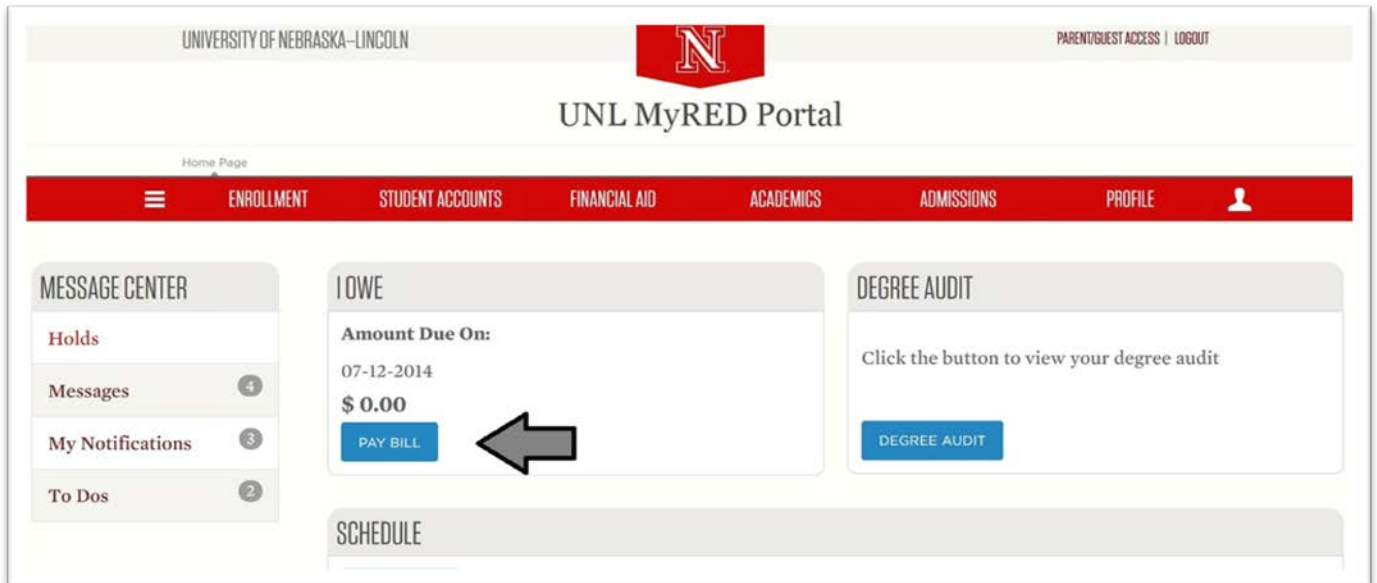 UNIVERSITY OF NEBRASKA–LINCOLN
N
PARENT/GUEST ACCESS | LOGOUT
UNL MyRED Portal
Home Page
ENROLLMENT STUDENT ACCOUNTS FINANCIAL AID ACADEMICS ADMISSIONS PROFILE
MESSAGE CENTER
Holds
Messages 4
My Notifications 3
To Dos 2
I OWE
Amount Due On:
07-12-2014
$ 0.00
PAY BILL
DEGREE AUDIT
Click the button to view your degree audit
DEGREE AUDIT
SCHEDULE